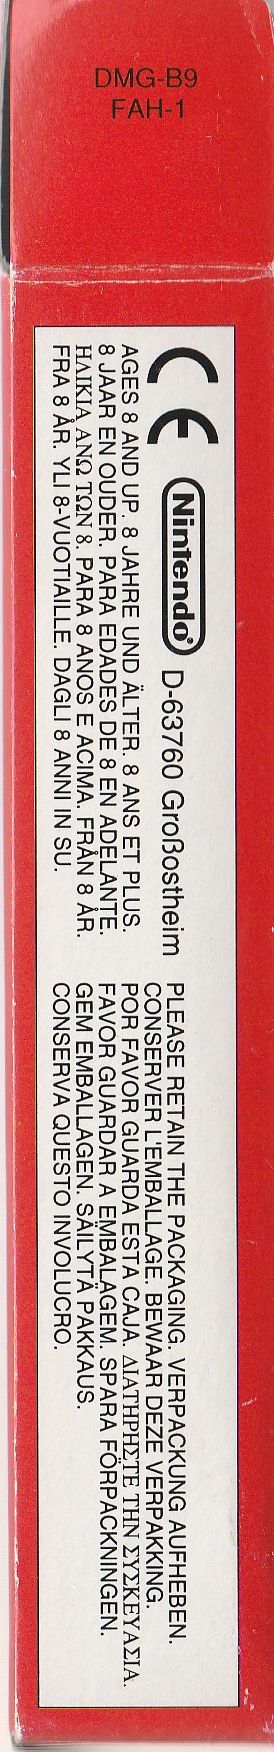 DMG-B9
FAH-1
CE Nintendo® D-63760 Großostheim
AGES 8 AND UP. 8 JAHRE UND ÄLTER. 8 ANS ET PLUS.
8 JAAR EN OUDER. PARA EDADES DE 8 EN ADELANTE.
ΗΛΙΚΙΑ ΑΝΩ ΤΩΝ 8. PARA 8 ANOS E ACIMA. FRÅN 8 ÅR.
FRA 8 ÅR. YLI 8-VUOTIAILLE. DAGLI 8 ANNI IN SU.
PLEASE RETAIN THE PACKAGING. VERPACKUNG AUFHEBEN.
CONSERVER L'EMBALLAGE. BEWAAR DEZE VERPAKKING.
POR FAVOR GUARDA ESTA CAJA. ΔΙΑΤΗΡΗΣΤΕ ΤΗΝ ΣΥΣΚΕΥΑΣΙΑ.
FAVOR GUARDAR A EMBALAGEM. SPARA FÖRPACKNINGEN.
GEM EMBALLAGEN. SÄILYTÄ PAKKAUS.
CONSERVA QUESTO INVOLUCRO.